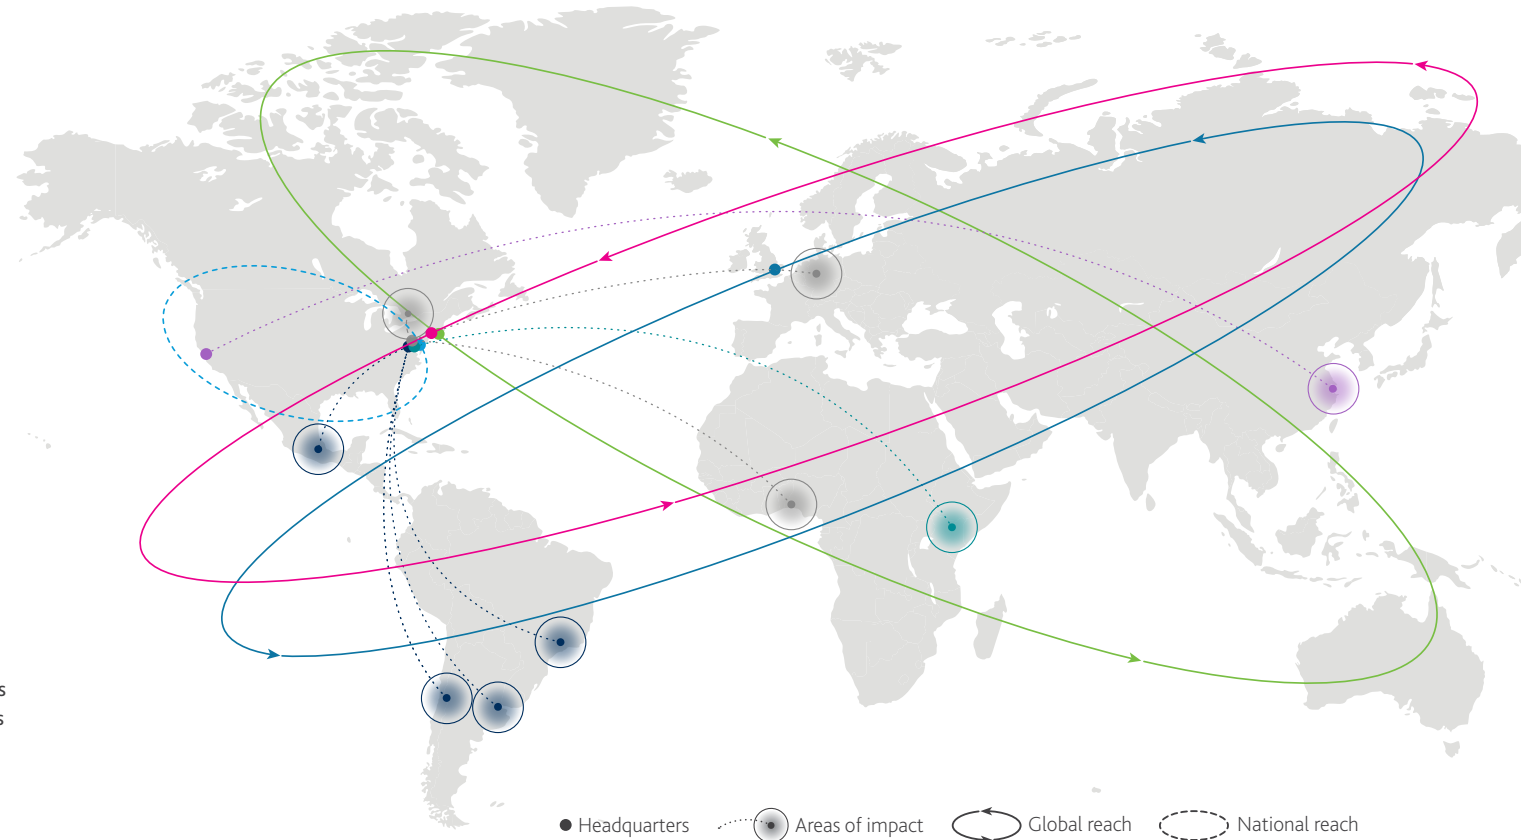 s
s
Headquarters
Areas of impact
Global reach
National reach